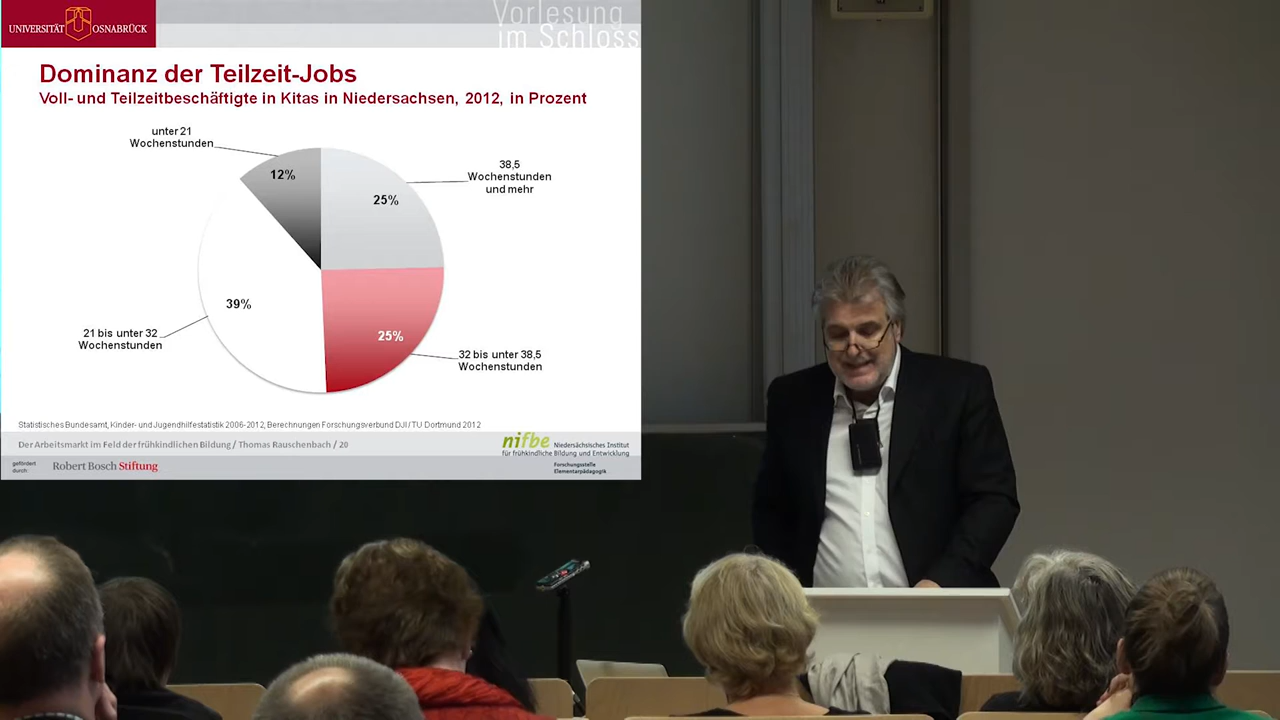 UNIVERSITÄT OSNABRÜCK
Vorlesung
im Schloss
Dominanz der Teilzeit-Jobs
Voll- und Teilzeitbeschäftigte in Kitas in Niedersachsen, 2012, in Prozent
unter 21
Wochenstunden
12%
38,5
Wochenstunden
und mehr
25%
39%
21 bis unter 32
Wochenstunden
25%
32 bis unter 38,5
Wochenstunden
Statistisches Bundesamt, Kinder- und Jugendhilfestatistik 2006-2012, Berechnungen Forschungsverbund DJI/TU Dortmund 2012
Der Arbeitsmarkt im Feld der frühkindlichen Bildung / Thomas Rauschenbach / 20
nifbe Niedersächsisches Institut
für frühkindliche Bildung und Entwicklung
Forschungsstelle
Elementarpädagogik
gefördert
durch:
Robert Bosch Stiftung